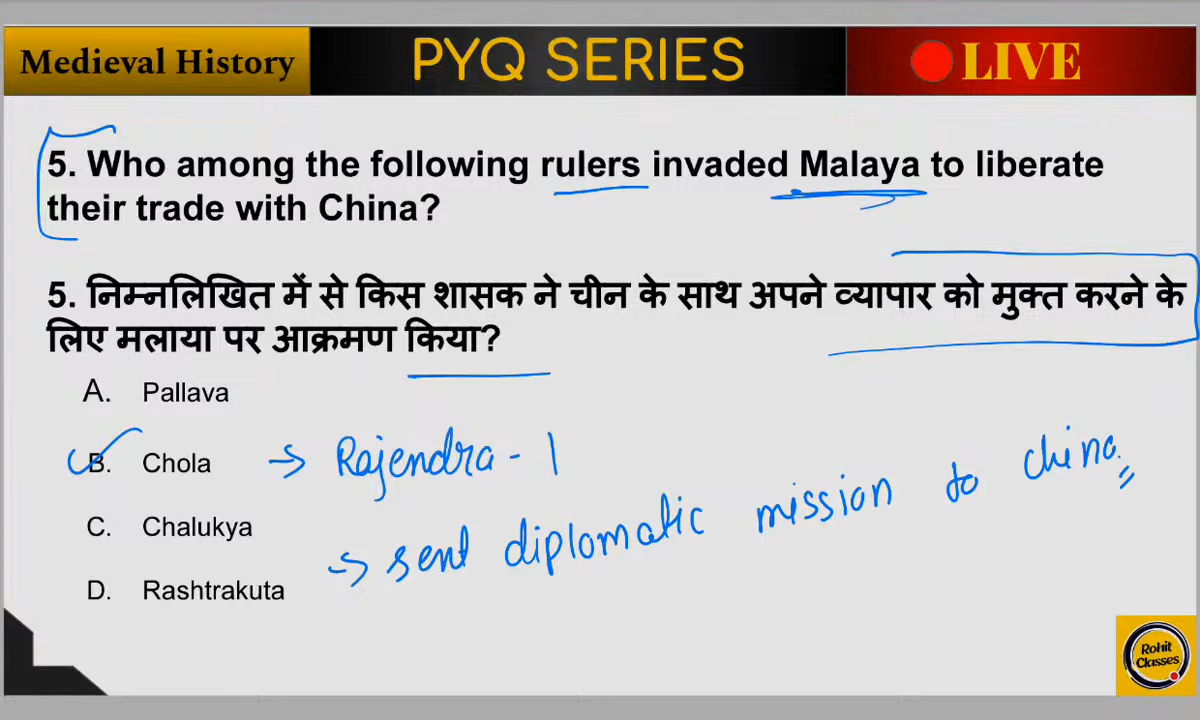 Medieval History PYQ SERIES LIVE
5. Who among the following rulers invaded Malaya to liberate
their trade with China?
5. निम्नलिखित में से किस शासक ने चीन के साथ अपने व्यापार को मुक्त करने के
लिए मलाया पर आक्रमण किया?
A. Pallava
B. Chola → Rajendra - I
C. Chalukya
→ sent diplomatic mission to china
D. Rashtrakuta
Rohit
Classes